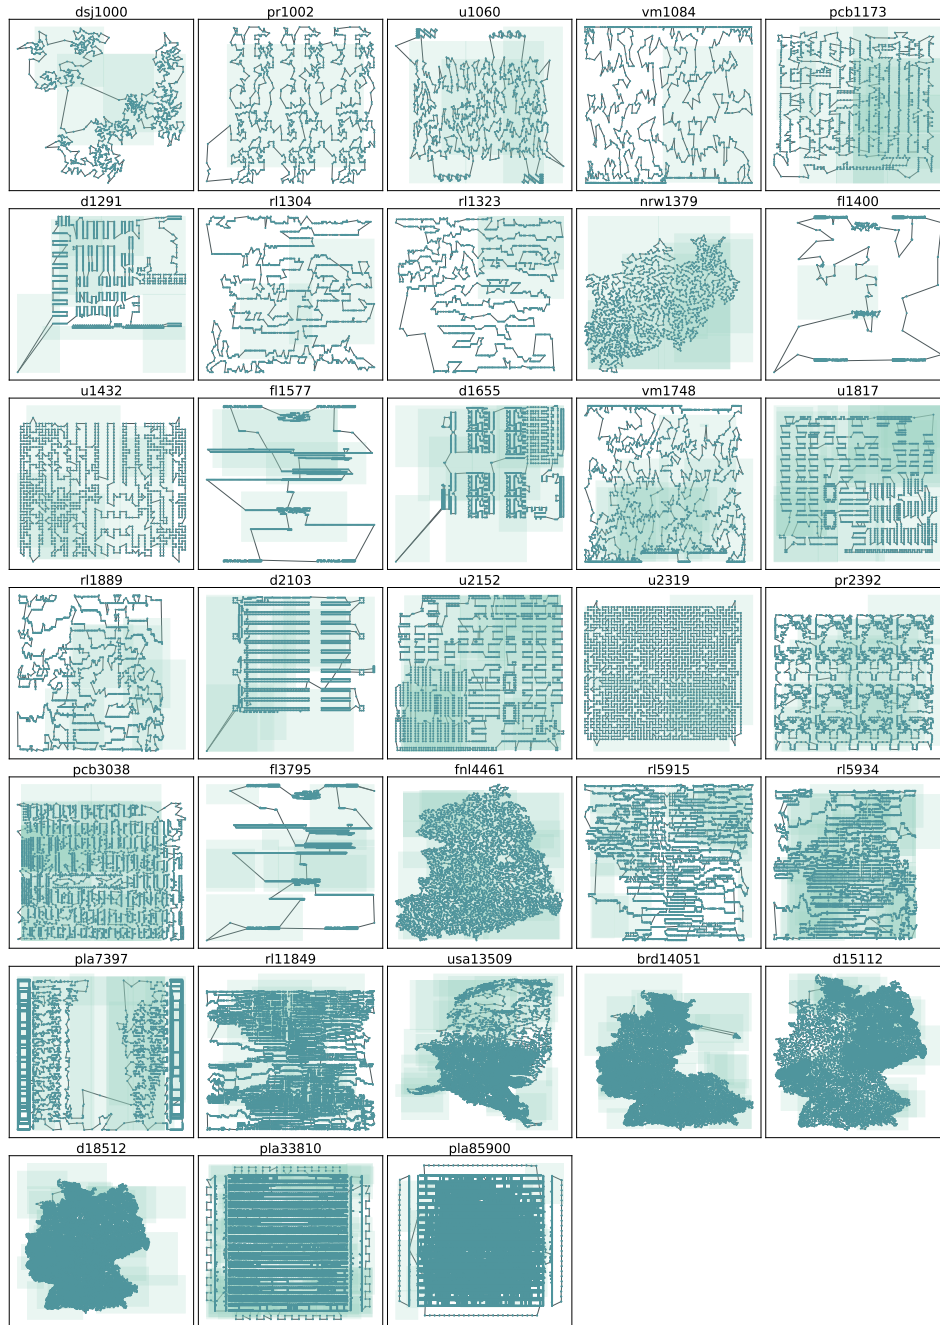 dsj1000 pr1002 u1060 vm1084 pcb1173
d1291 rl1304 rl1323 nrw1379 fl1400
u1432 fl1577 d1655 vm1748 u1817
rl1889 d2103 u2152 u2319 pr2392
pcb3038 fl3795 fnl4461 rl5915 rl5934
pla7397 rl11849 usa13509 brd14051 d15112
d18512 pla33810 pla85900